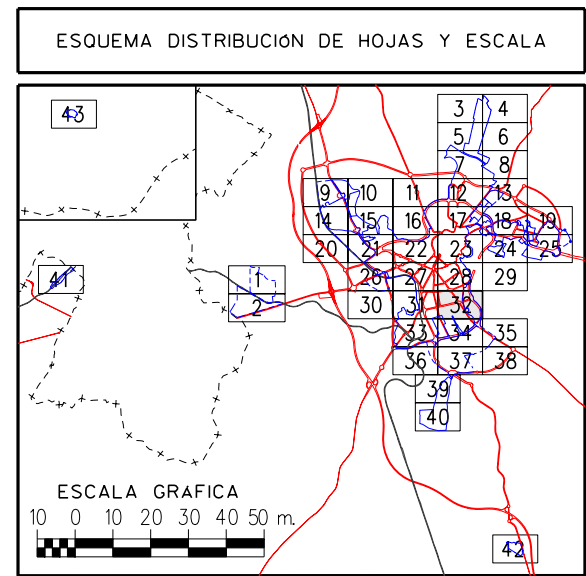 ESQUEMA DISTRIBUCIóN DE HOJAS Y ESCALA
43
3 4
5 6
7 8
9 10 11 12 13
14 15 16 17 18 19
20 21 22 23 24 25
41 1 26 27 28 29
2 30 31 32
33 34 35
36 37 38
39
40
ESCALA GRÁFICA
10 0 10 20 30 40 50 m.
42